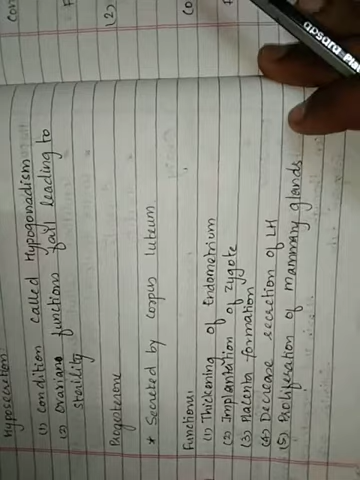 Hyposecretion:
(1) condition called Hypogonadism
(2) ovarian functions fail leading to
sterility
Progesterone
* Secreted by corpus luteum
Functions:
(1) Thickening of Endometrium
(2) Implantation of zygote
(3) Placenta formation
(4) Decrease secretion of LH
(5) Proliferation of mammary glands.
(2)
apsara